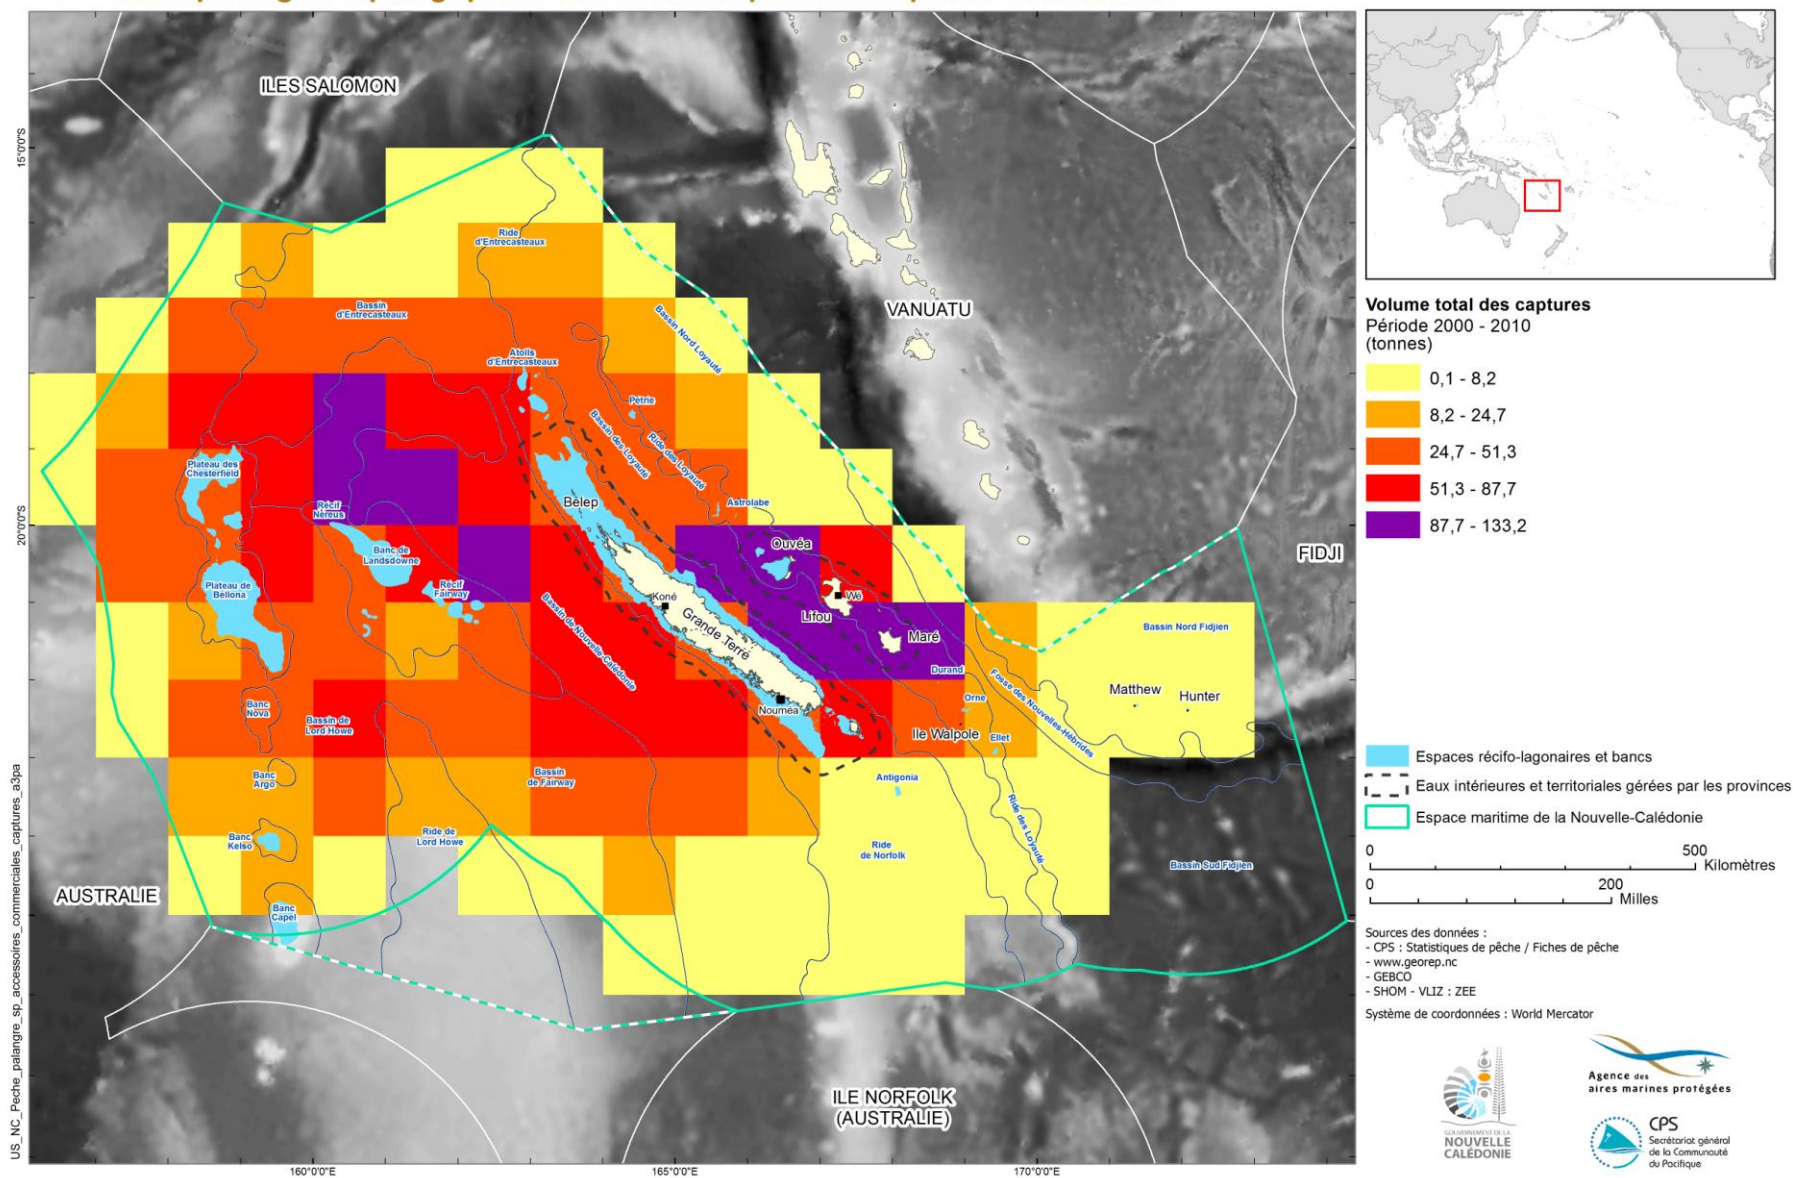 ILES SALOMON
VANUATU
FIDJI
AUSTRALIE
ILE NORFOLK
(AUSTRALIE)
Ride
d'Entrecasteaux
Bassin
d'Entrecasteaux
Bassin Nord Loyauté
Atolls
d'Entrecasteaux
Petrie
Bassin des Loyauté
Ride des Loyauté
Astrolabe
Plateau des
Chesterfield
Récif
Néréus
Belep
Banc de
Landsdowne
Récif
Fairway
Plateau de
Bellona
Ouvéa
Wé
Lifou
Koné
Grande Terre
Maré
Bassin de Nouvelle-Calédonie
Durand
Bassin Nord Fidjien
Matthew
Hunter
Fosse des Nouvelles-Hébrides
Orne
Banc
Nova
Bassin de
Lord Howe
Nouméa
Ile Walpole
Ellet
Banc
Argo
Bassin
de Fairway
Antigonia
Ride des Loyauté
Banc
Kelso
Ride de
Lord Howe
Ride
de Norfolk
Bassin Sud Fidjien
Banc
Capel
15°0'0"S
20°0'0"S
160°0'0"E
165°0'0"E
170°0'0"E
US_NC_Peche_palangre_sp_accessoires_commerciales_captures_a3pa
Volume total des captures
Période 2000 - 2010
(tonnes)
0,1 - 8,2
8,2 - 24,7
24,7 - 51,3
51,3 - 87,7
87,7 - 133,2
Espaces récifo-lagonaires et bancs
Eaux intérieures et territoriales gérées par les provinces
Espace maritime de la Nouvelle-Calédonie
0 500
Kilomètres
0 200
Milles
Sources des données :
- CPS : Statistiques de pêche / Fiches de pêche
- www.georep.nc
- GEBCO
- SHOM - VLIZ : ZEE
Système de coordonnées : World Mercator
GOUVERNEMENT DE LA
NOUVELLE
CALÉDONIE
Agence des
aires marines protégées
CPS
Secrétariat général
de la Communauté
du Pacifique